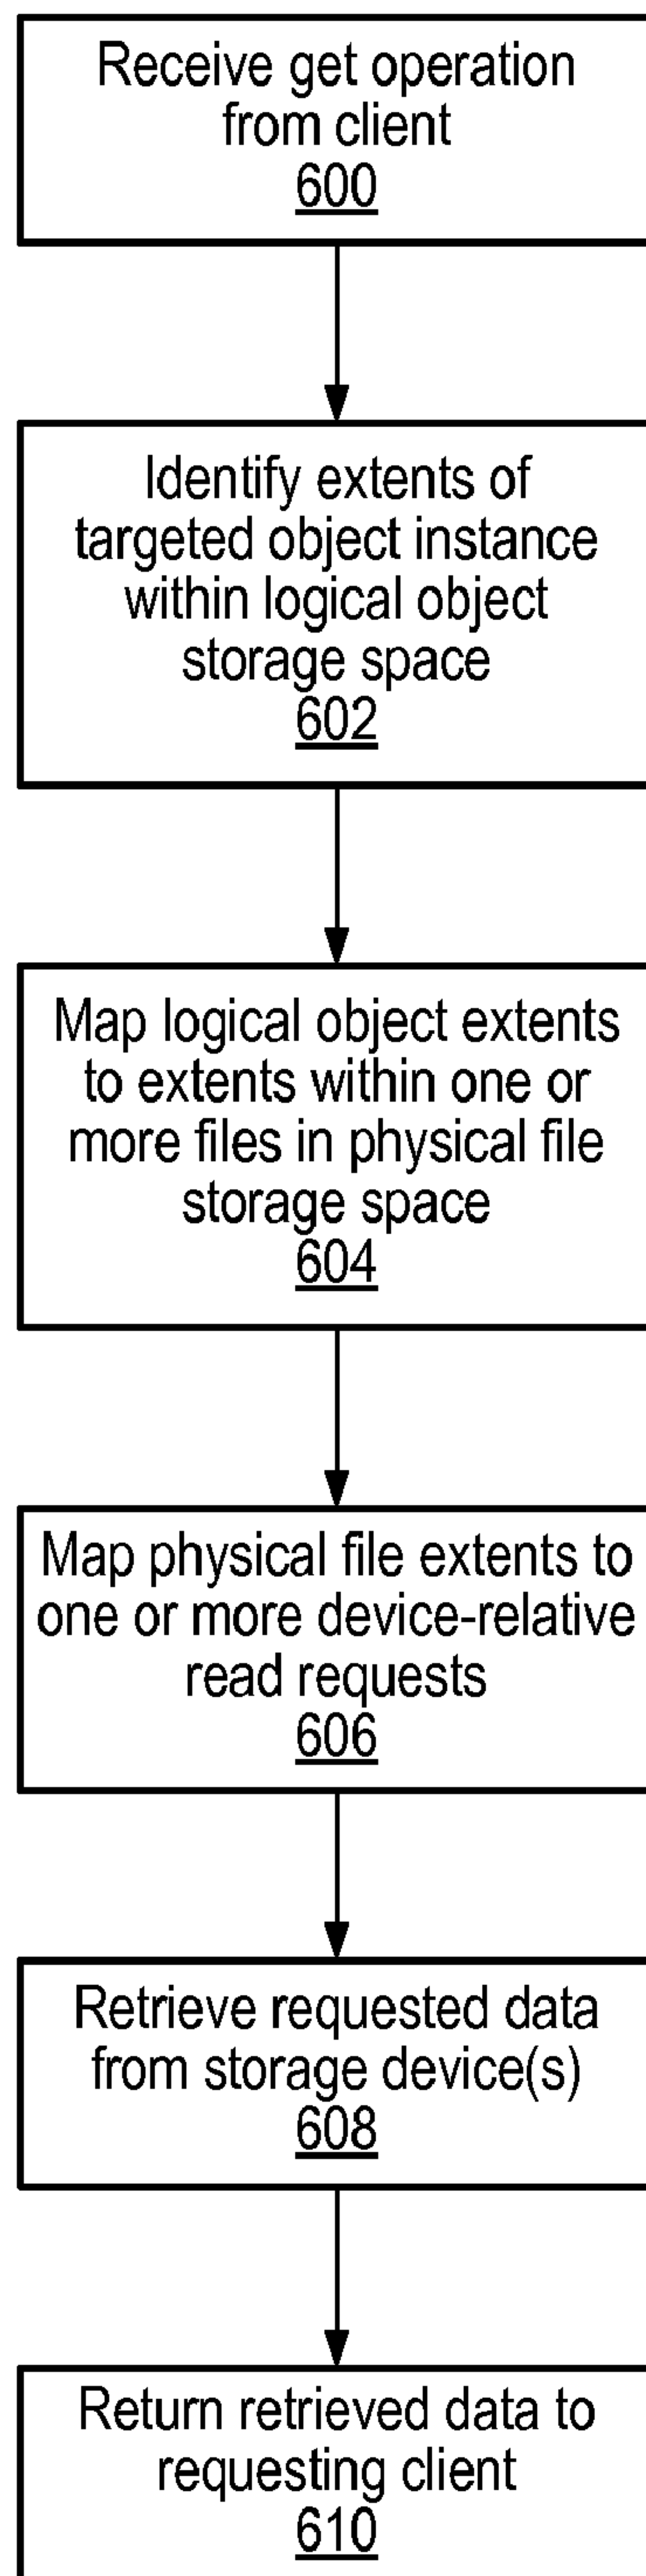 Receive get operation
from client
600
Identify extents of
targeted object instance
within logical object
storage space
602
Map logical object extents
to extents within one or
more files in physical file
storage space
604
Map physical file extents to
one or more device-relative
read requests
606
Retrieve requested data
from storage device(s)
608
Return retrieved data to
requesting client
610